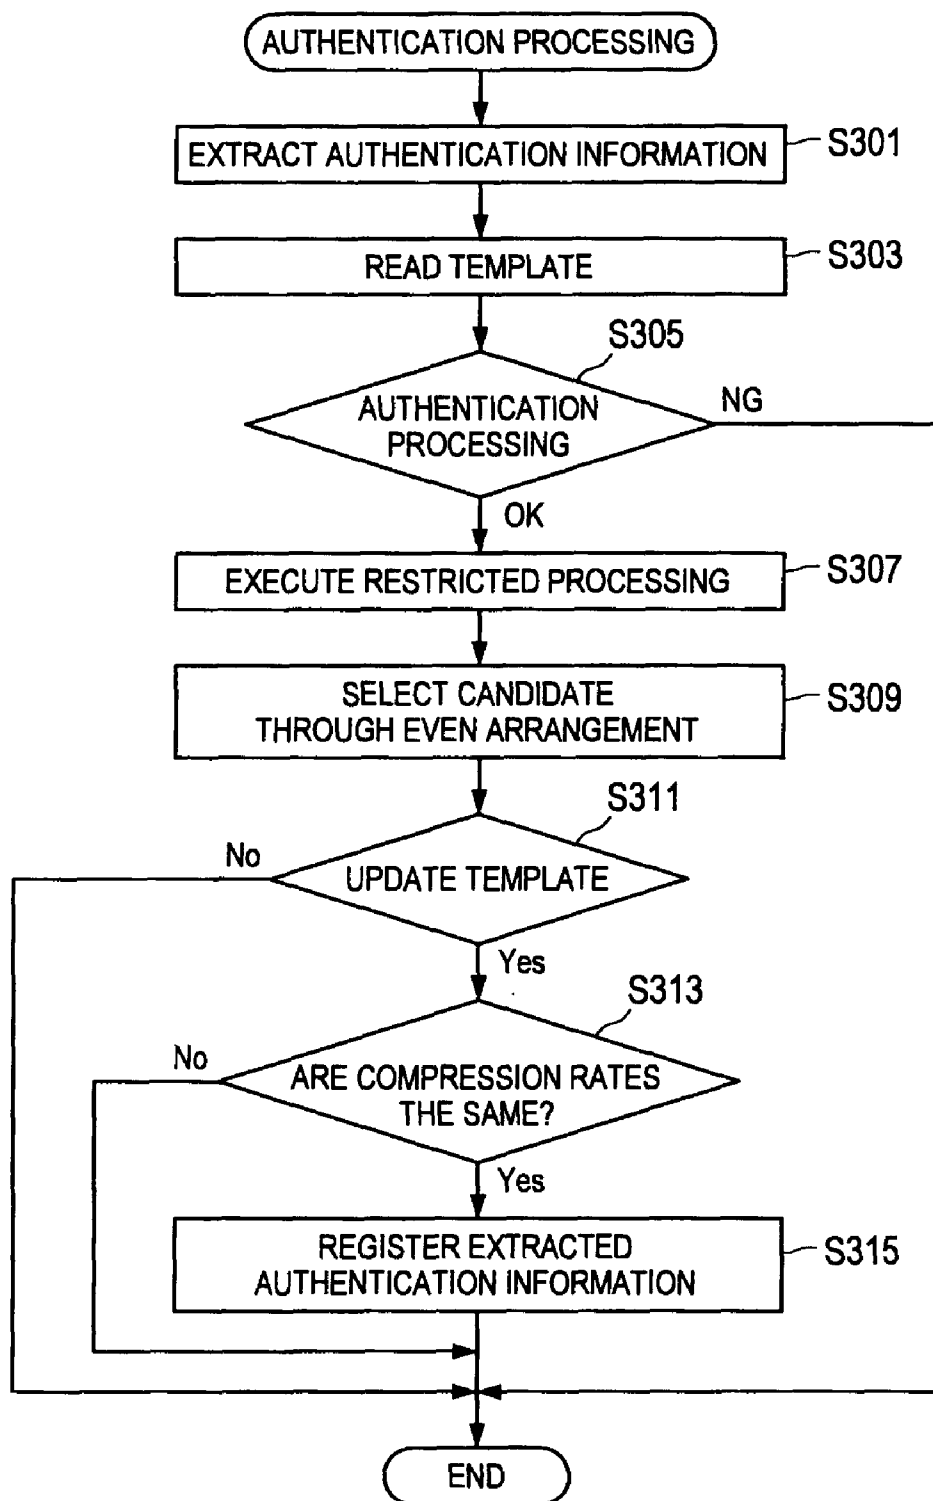 AUTHENTICATION PROCESSING
EXTRACT AUTHENTICATION INFORMATION
S301
READ TEMPLATE
S303
S305
AUTHENTICATION
PROCESSING
NG
OK
EXECUTE RESTRICTED PROCESSING
S307
SELECT CANDIDATE
THROUGH EVEN ARRANGEMENT
S309
S311
No
UPDATE TEMPLATE
Yes
S313
No
ARE COMPRESSION RATES
THE SAME?
Yes
REGISTER EXTRACTED
AUTHENTICATION INFORMATION
S315
END